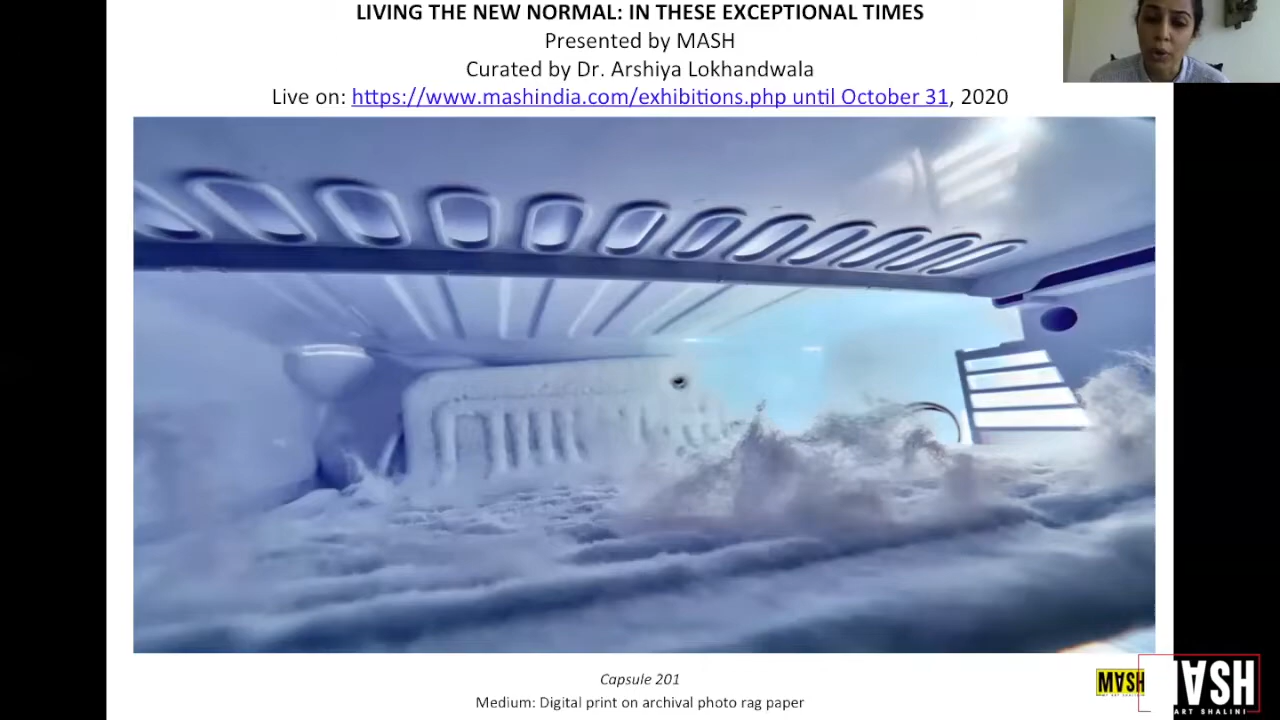 LIVING THE NEW NORMAL: IN THESE EXCEPTIONAL TIMES
Presented by MASH
Curated by Dr. Arshiya Lokhandwala
Live on: https://www.mashindia.com/exhibitions.php until October 31, 2020
Capsule 201
Medium: Digital print on archival photo rag paper
MASH
MASH
ART SHALINI